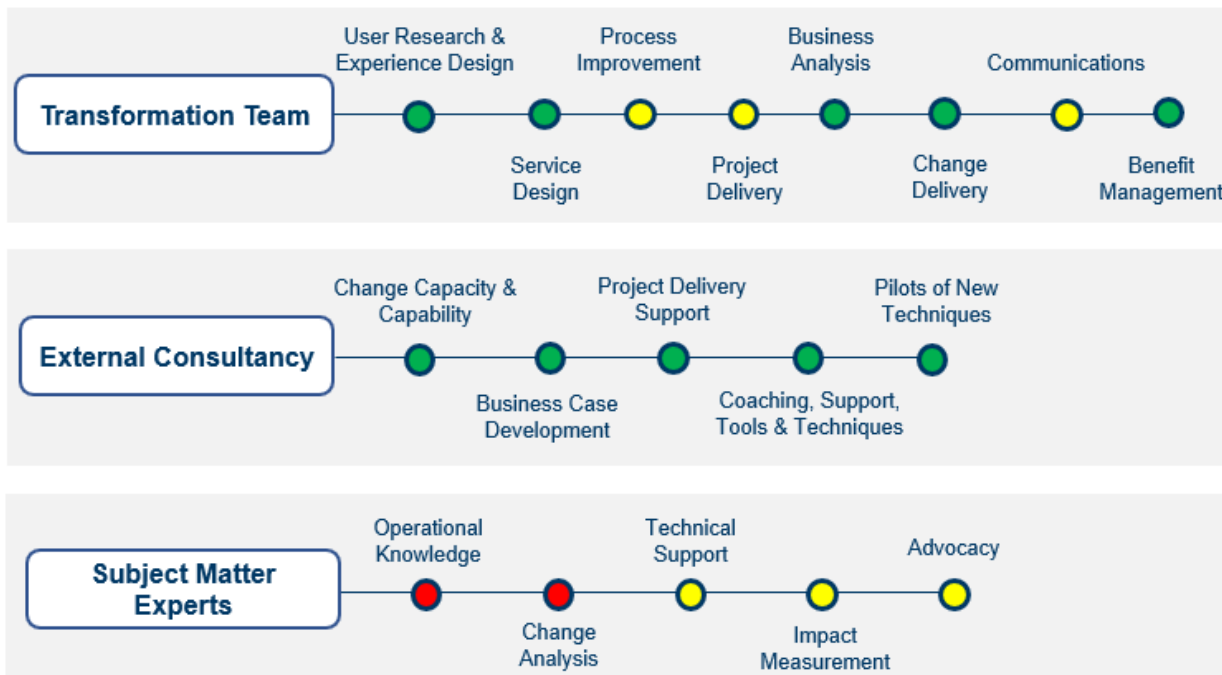 User Research &
Experience Design
Process
Improvement
Business
Analysis
Communications
Transformation Team
Service
Design
Project
Delivery
Change
Delivery
Benefit
Management
Change Capacity &
Capability
Project Delivery
Support
Pilots of New
Techniques
External Consultancy
Business Case
Development
Coaching, Support,
Tools & Techniques
Operational
Knowledge
Technical
Support
Advocacy
Subject Matter
Experts
Change
Analysis
Impact
Measurement